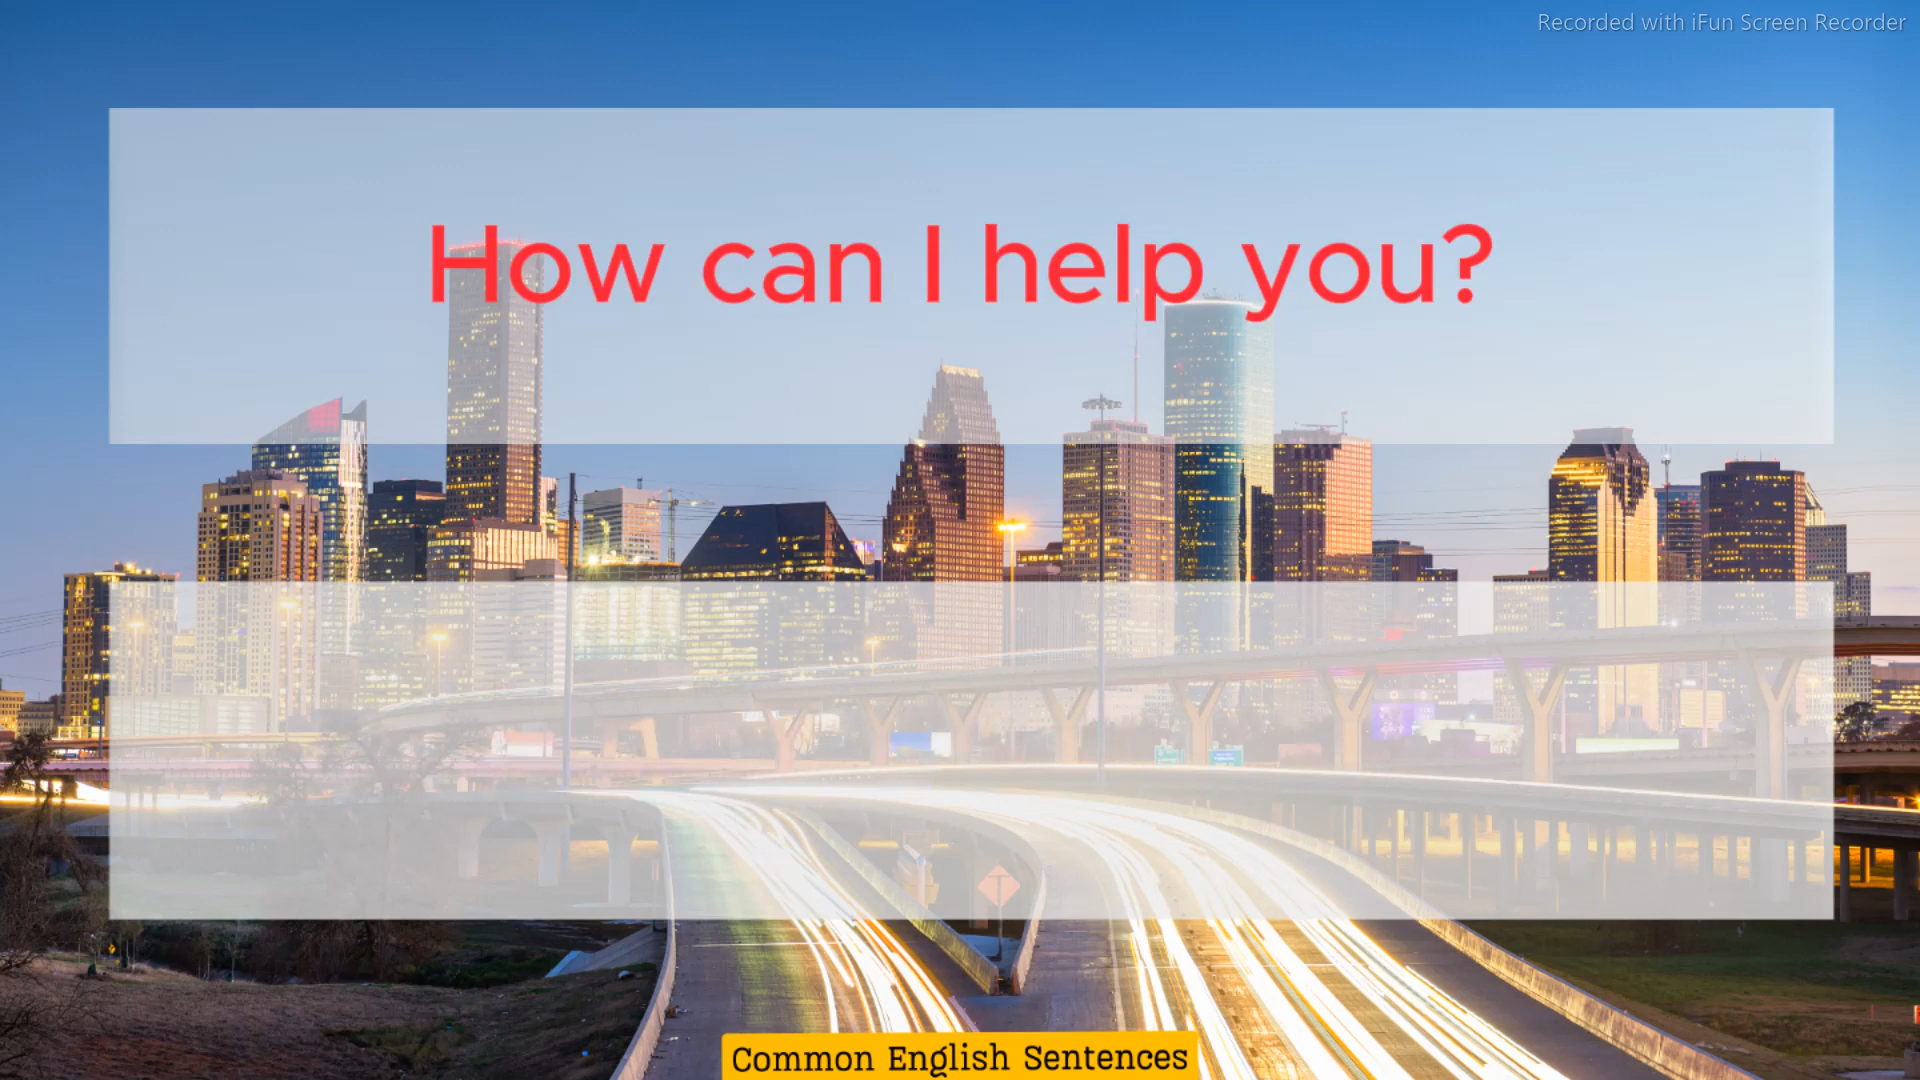 Recorded with iFun Screen Recorder
How can I help you?
Common English Sentences